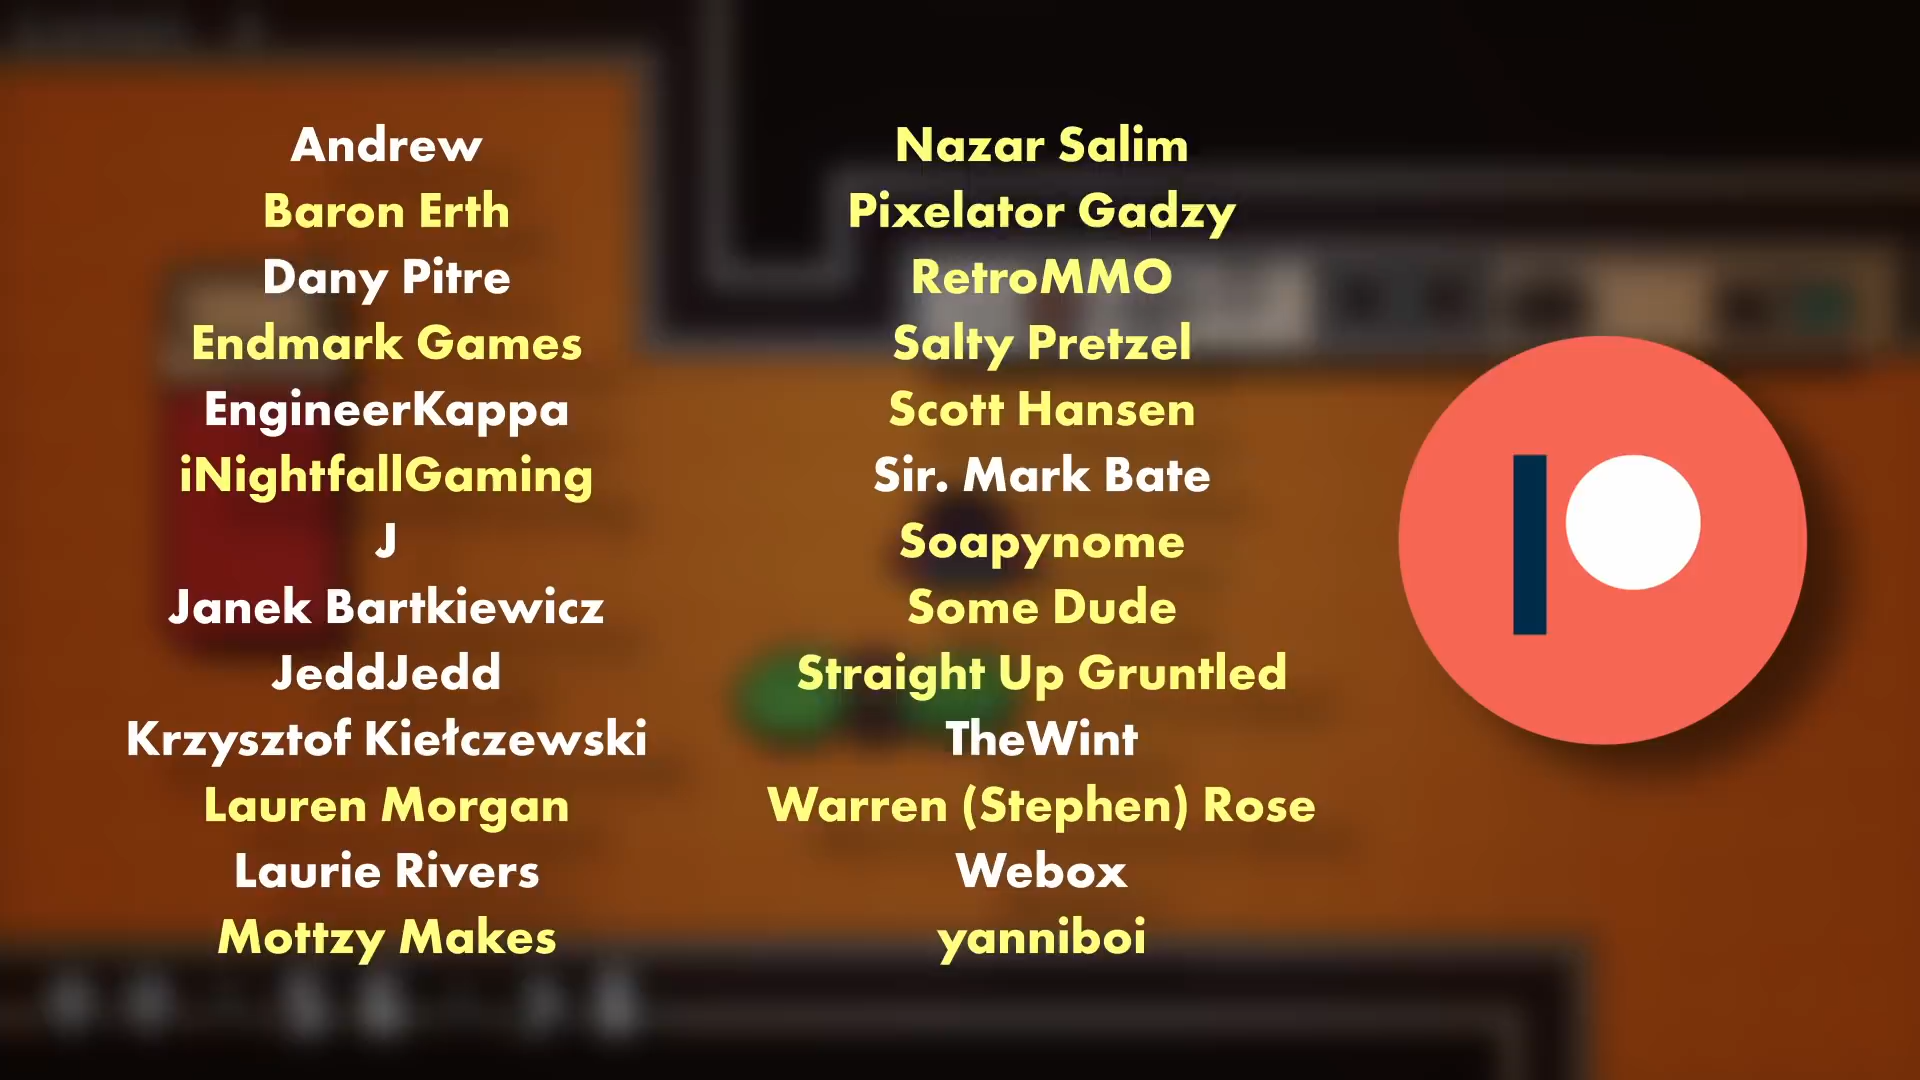 Andrew
Baron Erth
Dany Pitre
Endmark Games
EngineerKappa
iNightfallGaming
J
Janek Bartkiewicz
JeddJedd
Krzysztof Kiełczewski
Lauren Morgan
Laurie Rivers
Mottzy Makes
Nazar Salim
Pixelator Gadzy
RetroMMO
Salty Pretzel
Scott Hansen
Sir. Mark Bate
Soapynome
Some Dude
Straight Up Gruntled
TheWint
Warren (Stephen) Rose
Webox
yanniboi